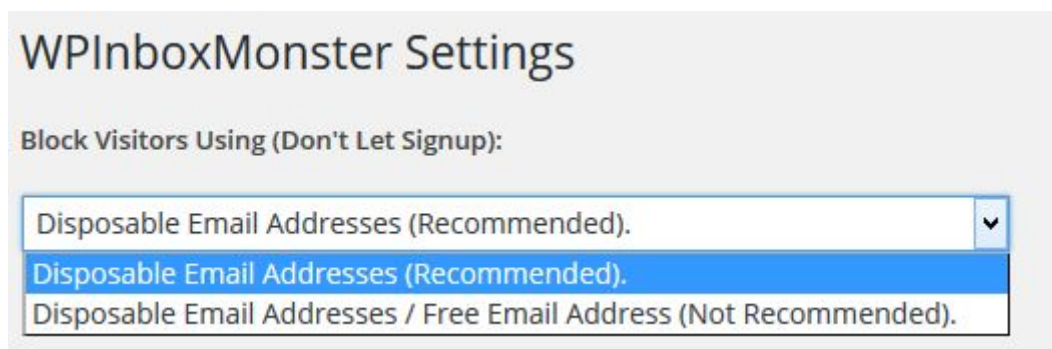 WPInboxMonster Settings
Block Visitors Using (Don't Let Signup):
Disposable Email Addresses (Recommended).
Disposable Email Addresses (Recommended).
Disposable Email Addresses / Free Email Address (Not Recommended).